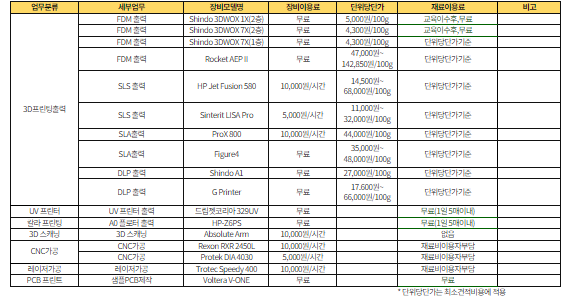 업무분류 세부업무 장비모델명 장비이용료 단위당단가 재료이용료 비고
3D프린팅출력
FDM 출력 Shindo 3DWOX 1X(2층) 무료 5,000원/100g 교육이수후,무료
FDM 출력 Shindo 3DWOX 7X(2층) 무료 4,300원/100g 교육이수후,무료
FDM 출력 Shindo 3DWOX 7X(1층) 무료 4,300원/100g 단위당단가기준
FDM 출력 Rocket AEP II 무료 47,000원~
142,850원/100g 단위당단가기준
SLS 출력 HP Jet Fusion 580 10,000원/시간 14,500원~
68,000원/100g 단위당단가기준
SLS 출력 Sinterit LISA Pro 5,000원/시간 11,000원~
32,000원/100g 단위당단가기준
SLA출력 ProX 800 10,000원/시간 44,000원/100g 단위당단가기준
SLA출력 Figure4 무료 35,000원~
48,000원/100g 단위당단가기준
DLP 출력 Shindo A1 무료 27,000원/100g 단위당단가기준
DLP 출력 G Printer 무료 17.600원~
66,000원/100g 단위당단가기준
UV 프린터 UV 프린터 출력 드림젯코리아 329UV 무료 무료(1일 5매이내)
칼라 프린팅 A0 플로터 출력 HP-Z6PS 무료 무료(1일 5매이내)
3D 스캐닝 3D 스캐닝 Absolute Arm 10,000원/시간 없음
CNC가공 CNC가공 Rexon RXR 2450L 10,000원/시간 재료비이용자부담
CNC가공 Protek DIA 4030 5,000원/시간 재료비이용자부담
레이저가공 레이저가공 Trotec Speedy 400 10,000원/시간 재료비이용자부담
PCB 프린트 샘플PCB제작 Voltera V-ONE 무료 무료
* 단위당단가는 최소견적비용에 적용